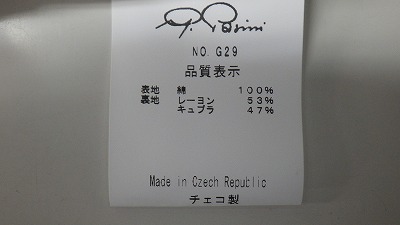 NO G29
品質表示
表地 綿 100%
裏地 レーヨン 53%
キュプラ 47%
Made in Czech Republic
チェコ製